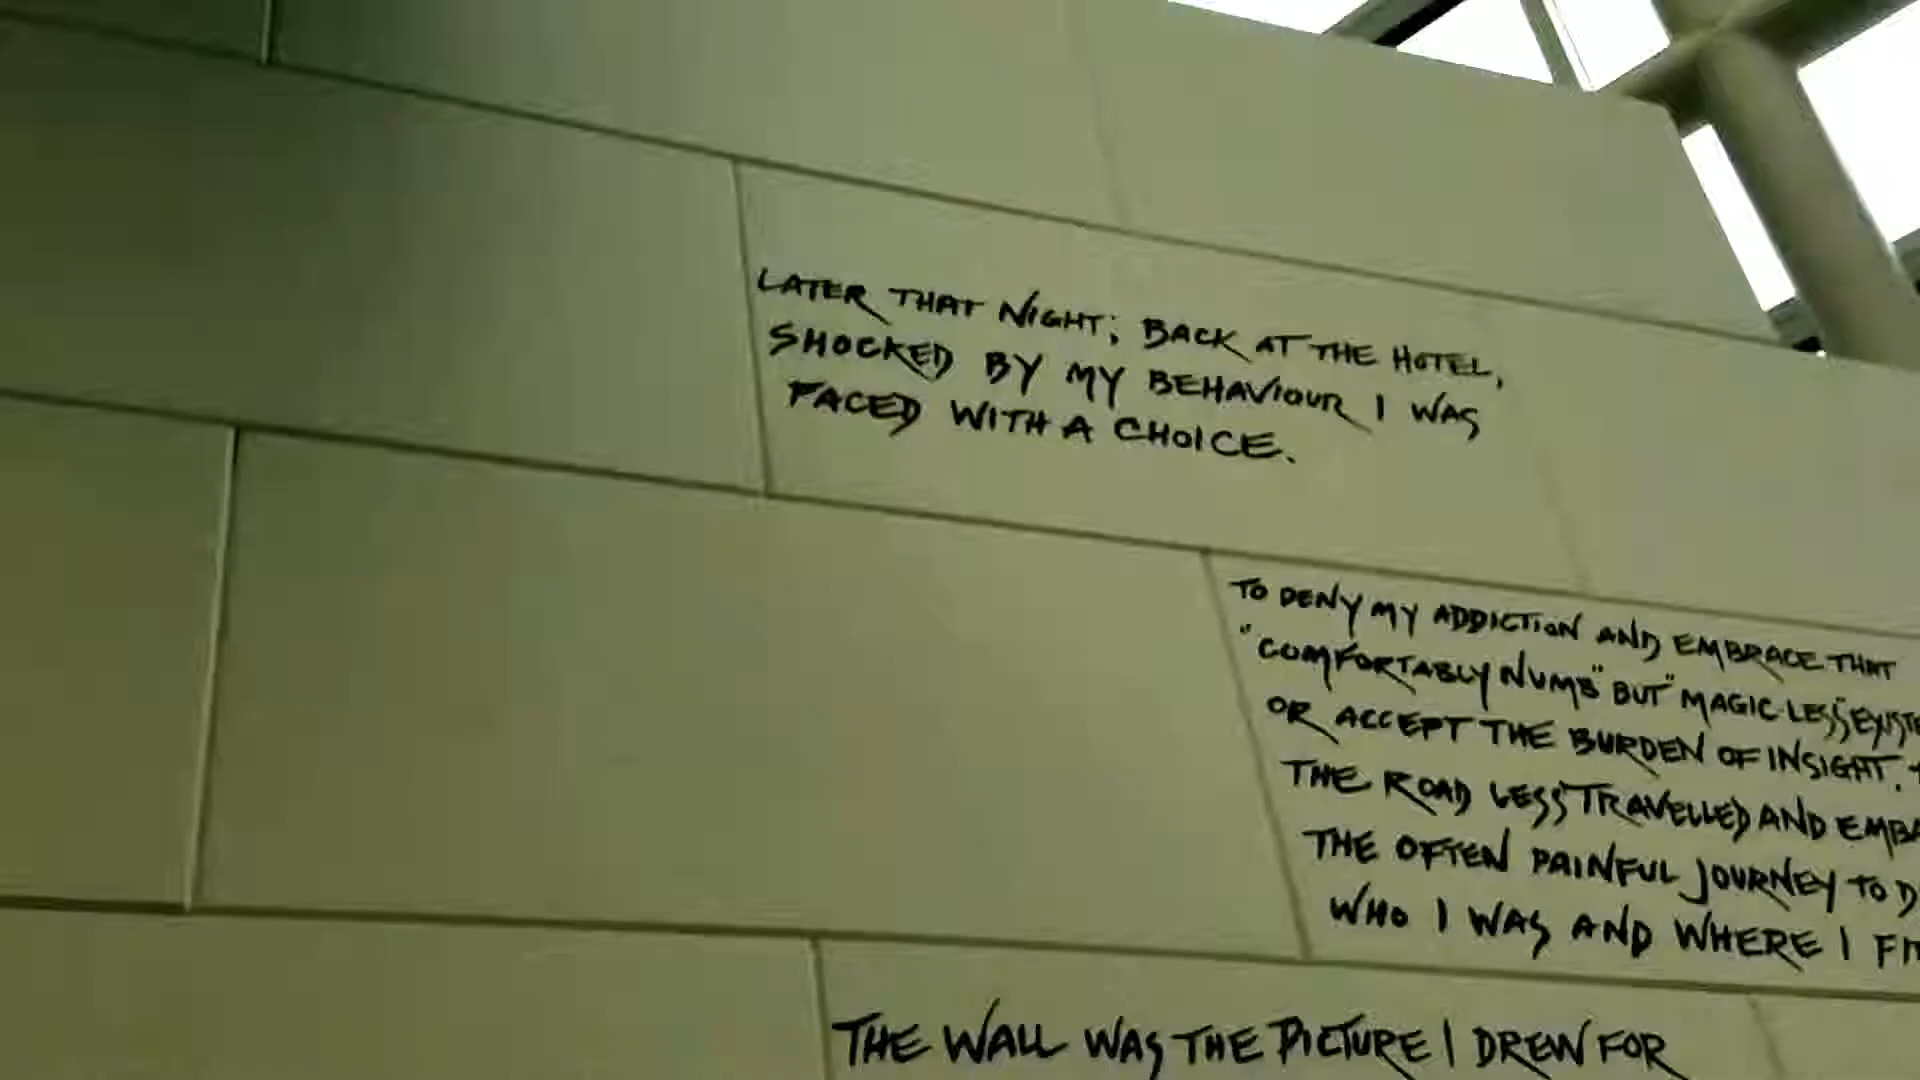 LATER THAT NIGHT; BACK AT THE HOTEL,
SHOCKED BY MY BEHAVIOUR I WAS
FACED WITH A CHOICE.
TO DENY MY ADDICTION AND EMBRACE THAT
"COMFORTABLY NUMB" BUT "MAGIC-LESS"
OR ACCEPT THE BURDEN OF INSIGHT.
THE ROAD LESS TRAVELLED AND
THE OFTEN PAINFUL JOURNEY TO
WHO I WAS AND WHERE I
THE WALL WAS THE PICTURE I DREW FOR